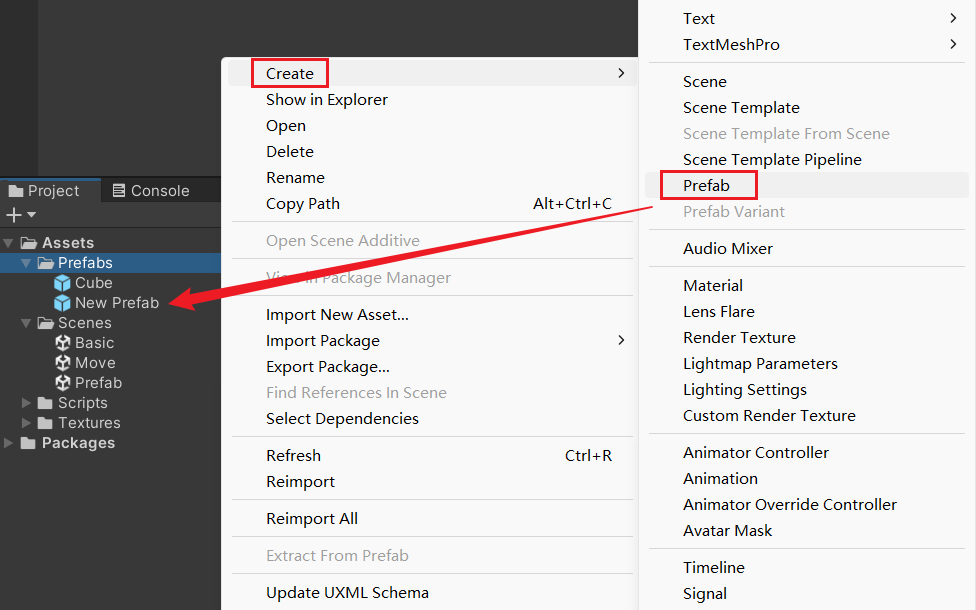 Project
Console
Assets
Prefabs
Cube
New Prefab
Scenes
Basic
Move
Prefab
Scripts
Textures
Packages
Create
Show in Explorer
Open
Delete
Rename
Copy Path Alt+Ctrl+C
Open Scene Additive
View in Package Manager
Import New Asset...
Import Package
Export Package...
Find References In Scene
Select Dependencies
Refresh Ctrl+R
Reimport
Reimport All
Extract From Prefab
Update UXML Schema
Text
TextMeshPro
Scene
Scene Template
Scene Template From Scene
Scene Template Pipeline
Prefab
Prefab Variant
Audio Mixer
Material
Lens Flare
Render Texture
Lightmap Parameters
Lighting Settings
Custom Render Texture
Animator Controller
Animation
Animator Override Controller
Avatar Mask
Timeline
Signal